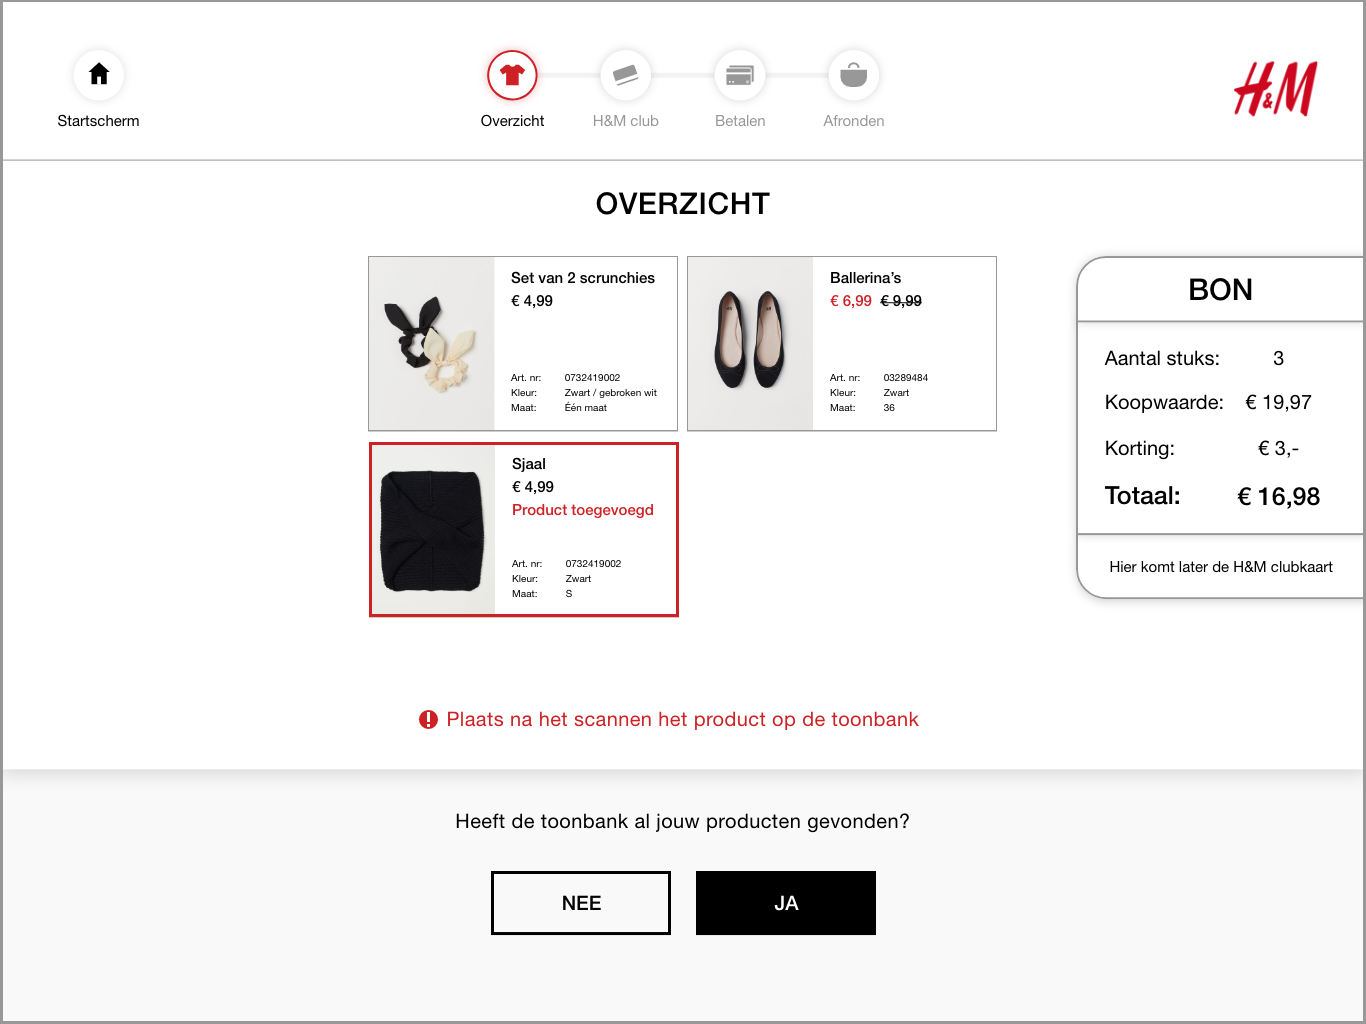 Startscherm
Overzicht
H&M club
Betalen
Afronden
H&M
OVERZICHT
Set van 2 scrunchies
€ 4,99
Art. nr: 0732419002
Kleur: Zwart / gebroken wit
Maat: Één maat
Ballerina's
€ 6,99 € 9,99
Art. nr: 03289484
Kleur: Zwart
Maat: 36
Sjaal
€ 4,99
Product toegevoegd
Art. nr: 0732419002
Kleur: Zwart
Maat: S
BON
Aantal stuks: 3
Koopwaarde: € 19,97
Korting: € 3,-
Totaal: € 16,98
Hier komt later de H&M clubkaart
Plaats na het scannen het product op de toonbank
Heeft de toonbank al jouw producten gevonden?
NEE
JA